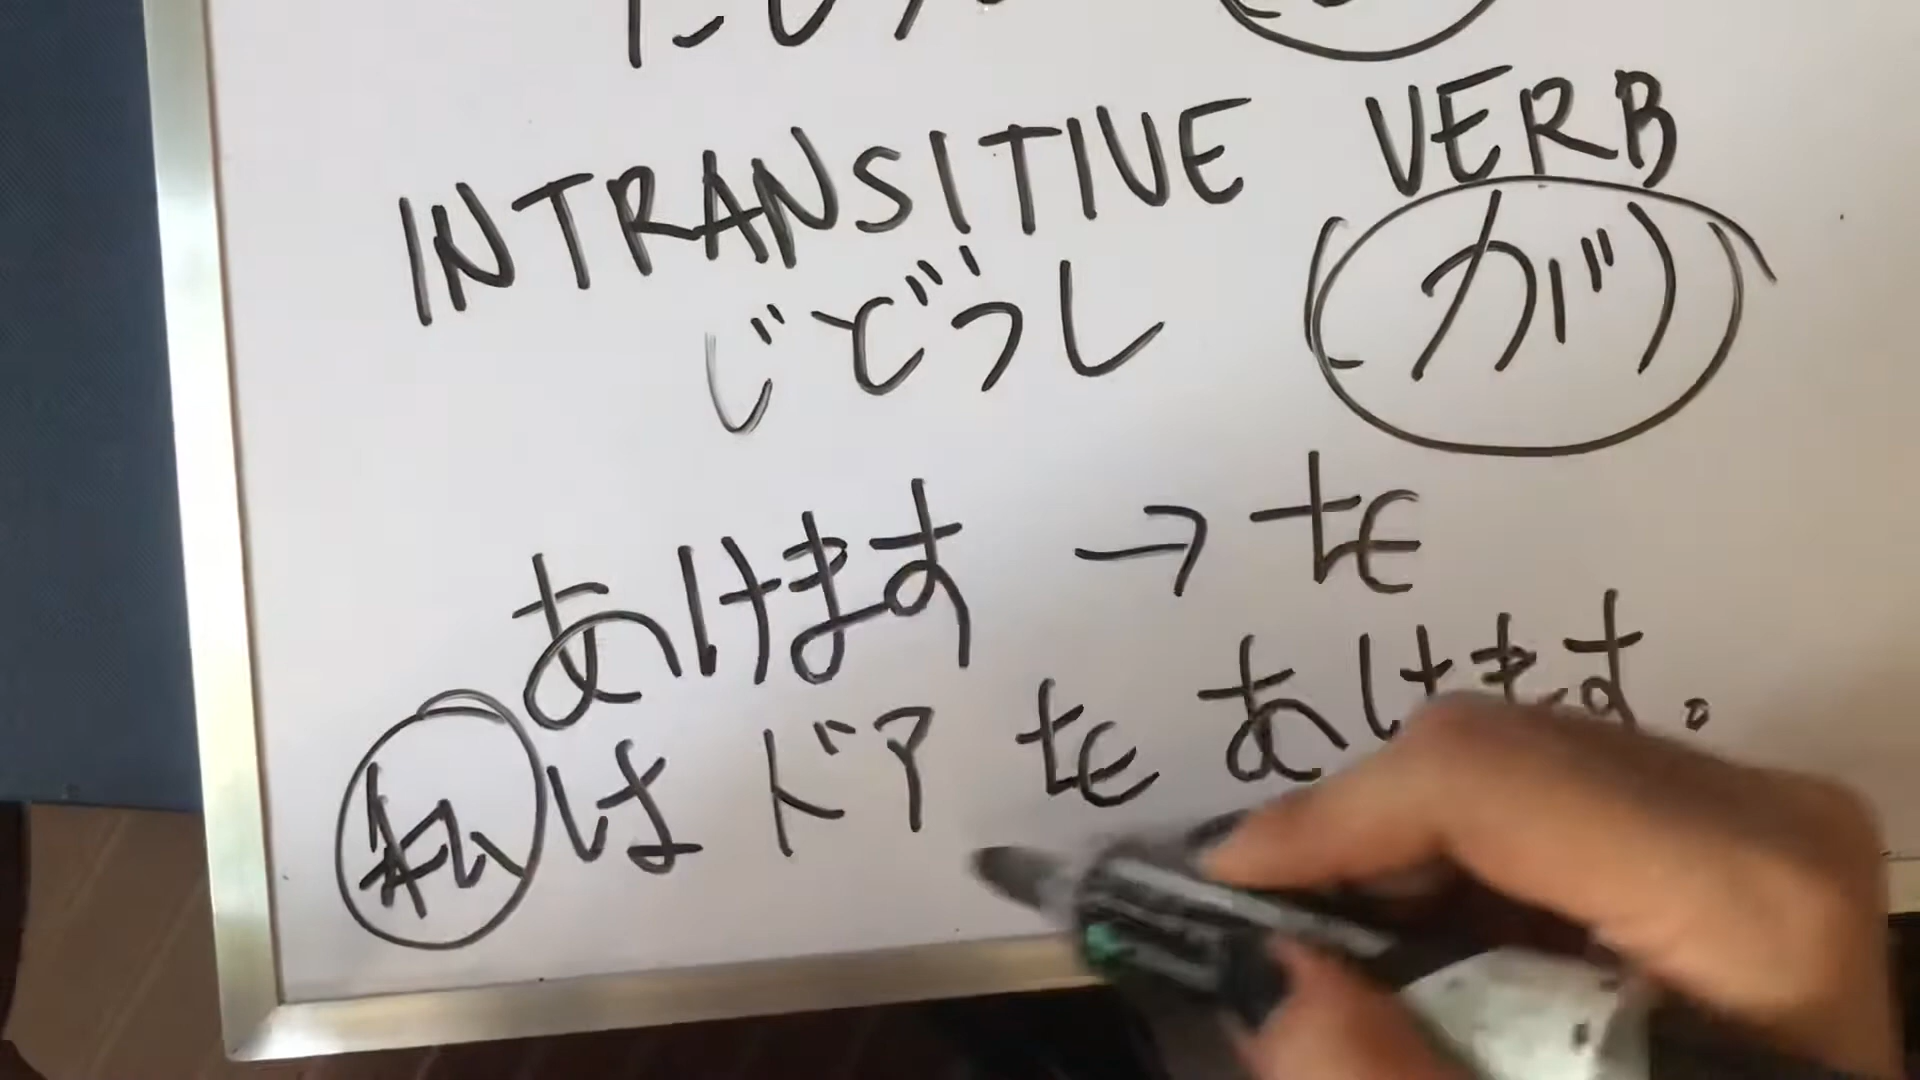 INTRANSITIVE VERB
じどうし (が)
あけます → を
私は ドア を あけます。